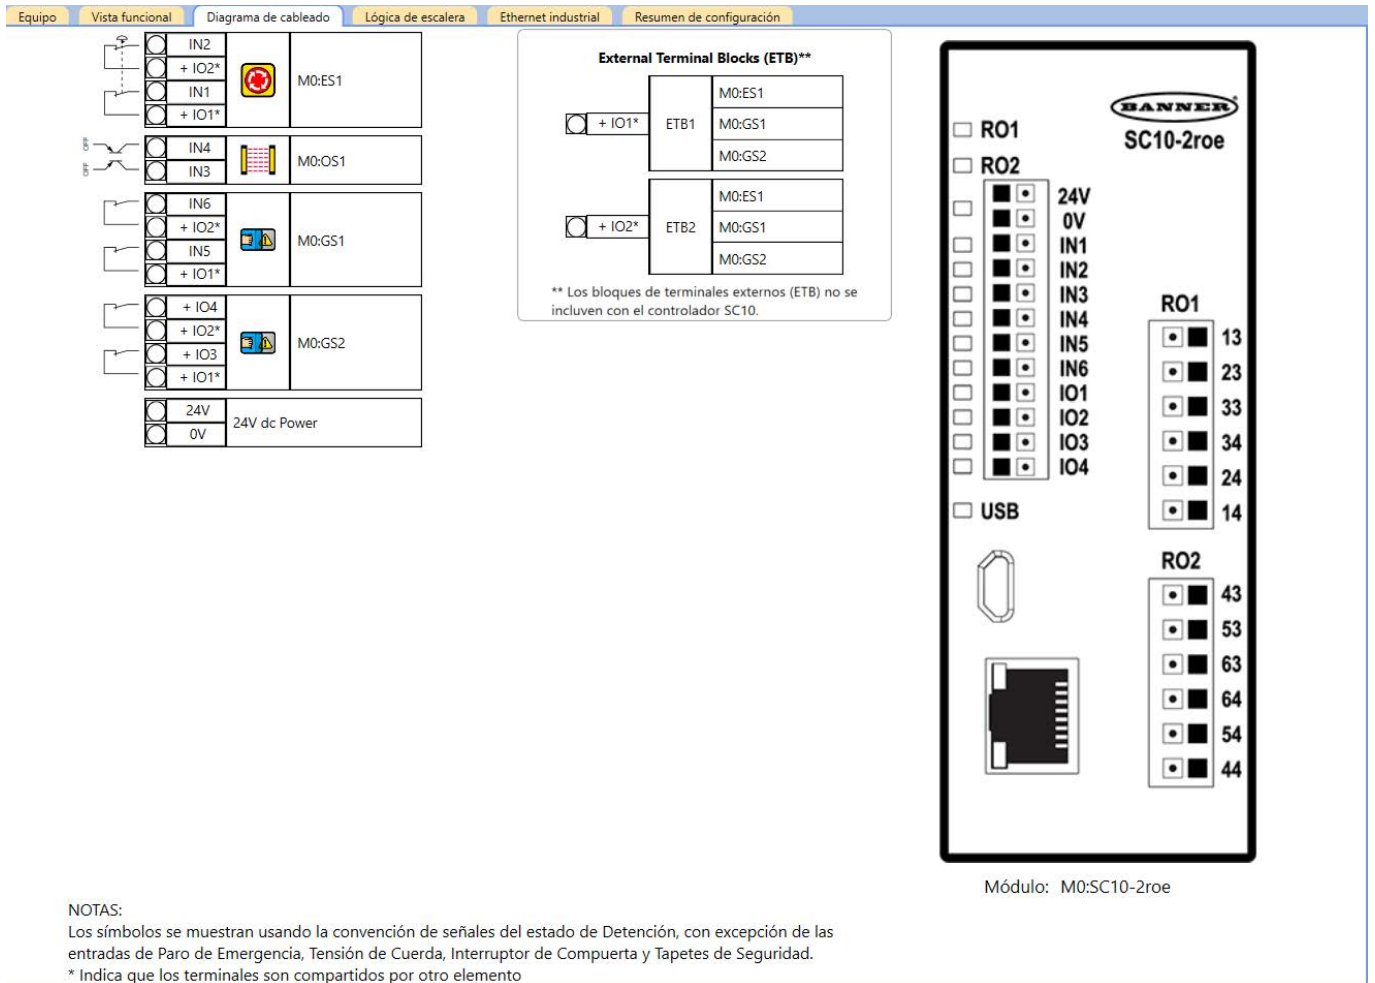 Equipo
Vista funcional
Diagrama de cableado
Lógica de escalera
Ethernet industrial
Resumen de configuración
IN2
+ IO2*
IN1
+ IO1*
M0:ES1
OFF
OFF
IN4
IN3
M0:OS1
IN6
+ IO2*
IN5
+ IO1*
M0:GS1
+ IO4
+ IO2*
+ IO3
+ IO1*
M0:GS2
24V
0V
24V dc Power
External Terminal Blocks (ETB)**
+ IO1*
ETB1
M0:ES1
M0:GS1
M0:GS2
+ IO2*
ETB2
M0:ES1
M0:GS1
M0:GS2
** Los bloques de terminales externos (ETB) no se
incluven con el controlador SC10.
BANNER
SC10-2roe
RO1
RO2
24V
0V
IN1
IN2
IN3
IN4
IN5
IN6
IO1
IO2
IO3
IO4
USB
RO1
13
23
33
34
24
14
RO2
43
53
63
64
54
44
Módulo: M0:SC10-2roe
NOTAS:
Los símbolos se muestran usando la convención de señales del estado de Detención, con excepción de las
entradas de Paro de Emergencia, Tensión de Cuerda, Interruptor de Compuerta y Tapetes de Seguridad.
* Indica que los terminales son compartidos por otro elemento